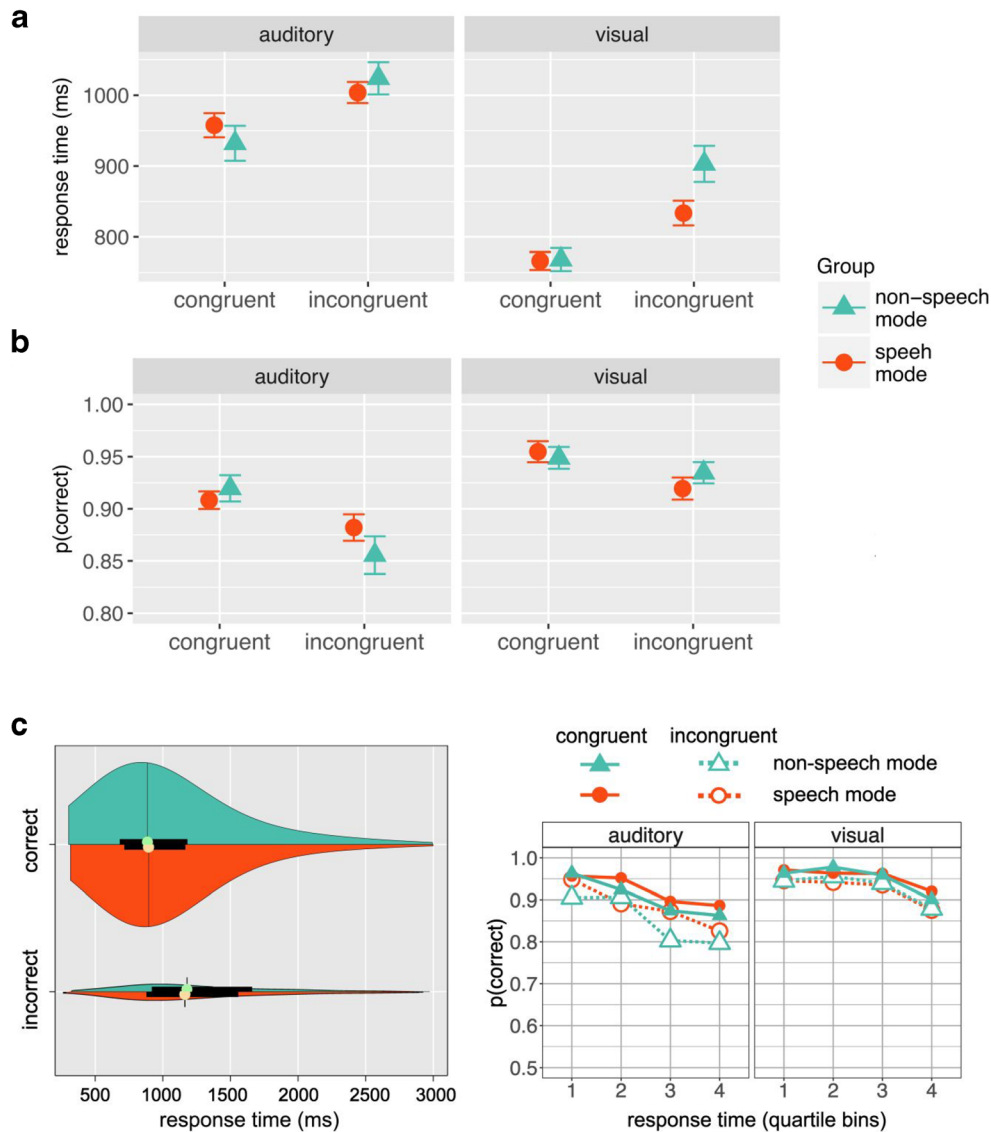 a
auditory
visual
response time (ms)
1000
900
800
congruent
incongruent
congruent
incongruent
Group
non-speech
mode
speeh
mode
b
auditory
visual
p(correct)
1.00
0.95
0.90
0.85
0.80
congruent
incongruent
congruent
incongruent
c
correct
incorrect
500
1000
1500
2000
2500
3000
response time (ms)
congruent
incongruent
non-speech mode
speech mode
auditory
visual
p(correct)
1.0
0.9
0.8
0.7
0.6
0.5
1
2
3
4
1
2
3
4
response time (quartile bins)